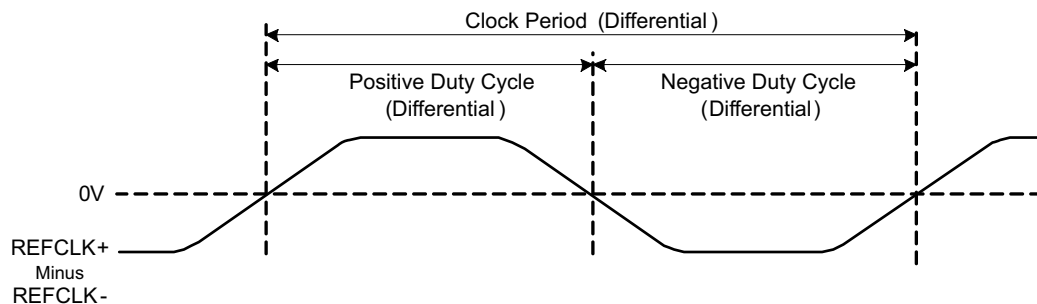 Clock Period (Differential)
Positive Duty Cycle
(Differential)
Negative Duty Cycle
(Differential)
0V
REFCLK+
Minus
REFCLK-